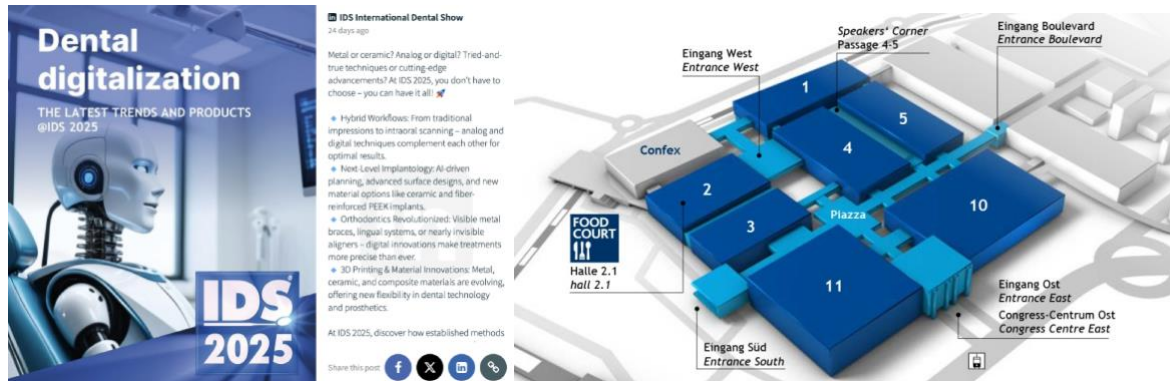 Dental
digitalization
THE LATEST TRENDS AND PRODUCTS
@IDS 2025
IDS
2025
IDS International Dental Show
24 days ago
Metal or ceramic? Analog or digital? Tried-and-
true techniques or cutting-edge
advancements? At IDS 2025, you don't have to
choose – you can have it all! 🚀
🔹 Hybrid Workflows: From traditional
impressions to intraoral scanning – analog and
digital techniques complement each other for
optimal results.
🔹 Next-Level Implantology: AI-driven
planning, advanced surface designs, and new
material options like ceramic and fiber-
reinforced PEEK implants.
🔹 Orthodontics Revolutionized: Visible metal
braces, lingual systems, or nearly invisible
aligners – digital innovations make treatments
more precise than ever.
🔹 3D Printing & Material Innovations: Metal,
ceramic, and composite materials are evolving,
offering new flexibility in dental technology
and prosthetics.
At IDS 2025, discover how established methods
Share this post
Speakers' Corner
Passage 4-5
Eingang Boulevard
Entrance Boulevard
Eingang West
Entrance West
1
5
4
Confex
2
10
Piazza
3
FOOD
COURT
Halle 2.1
hall 2.1
11
Eingang Ost
Entrance East
Congress-Centrum Ost
Congress Centre East
Eingang Süd
Entrance South